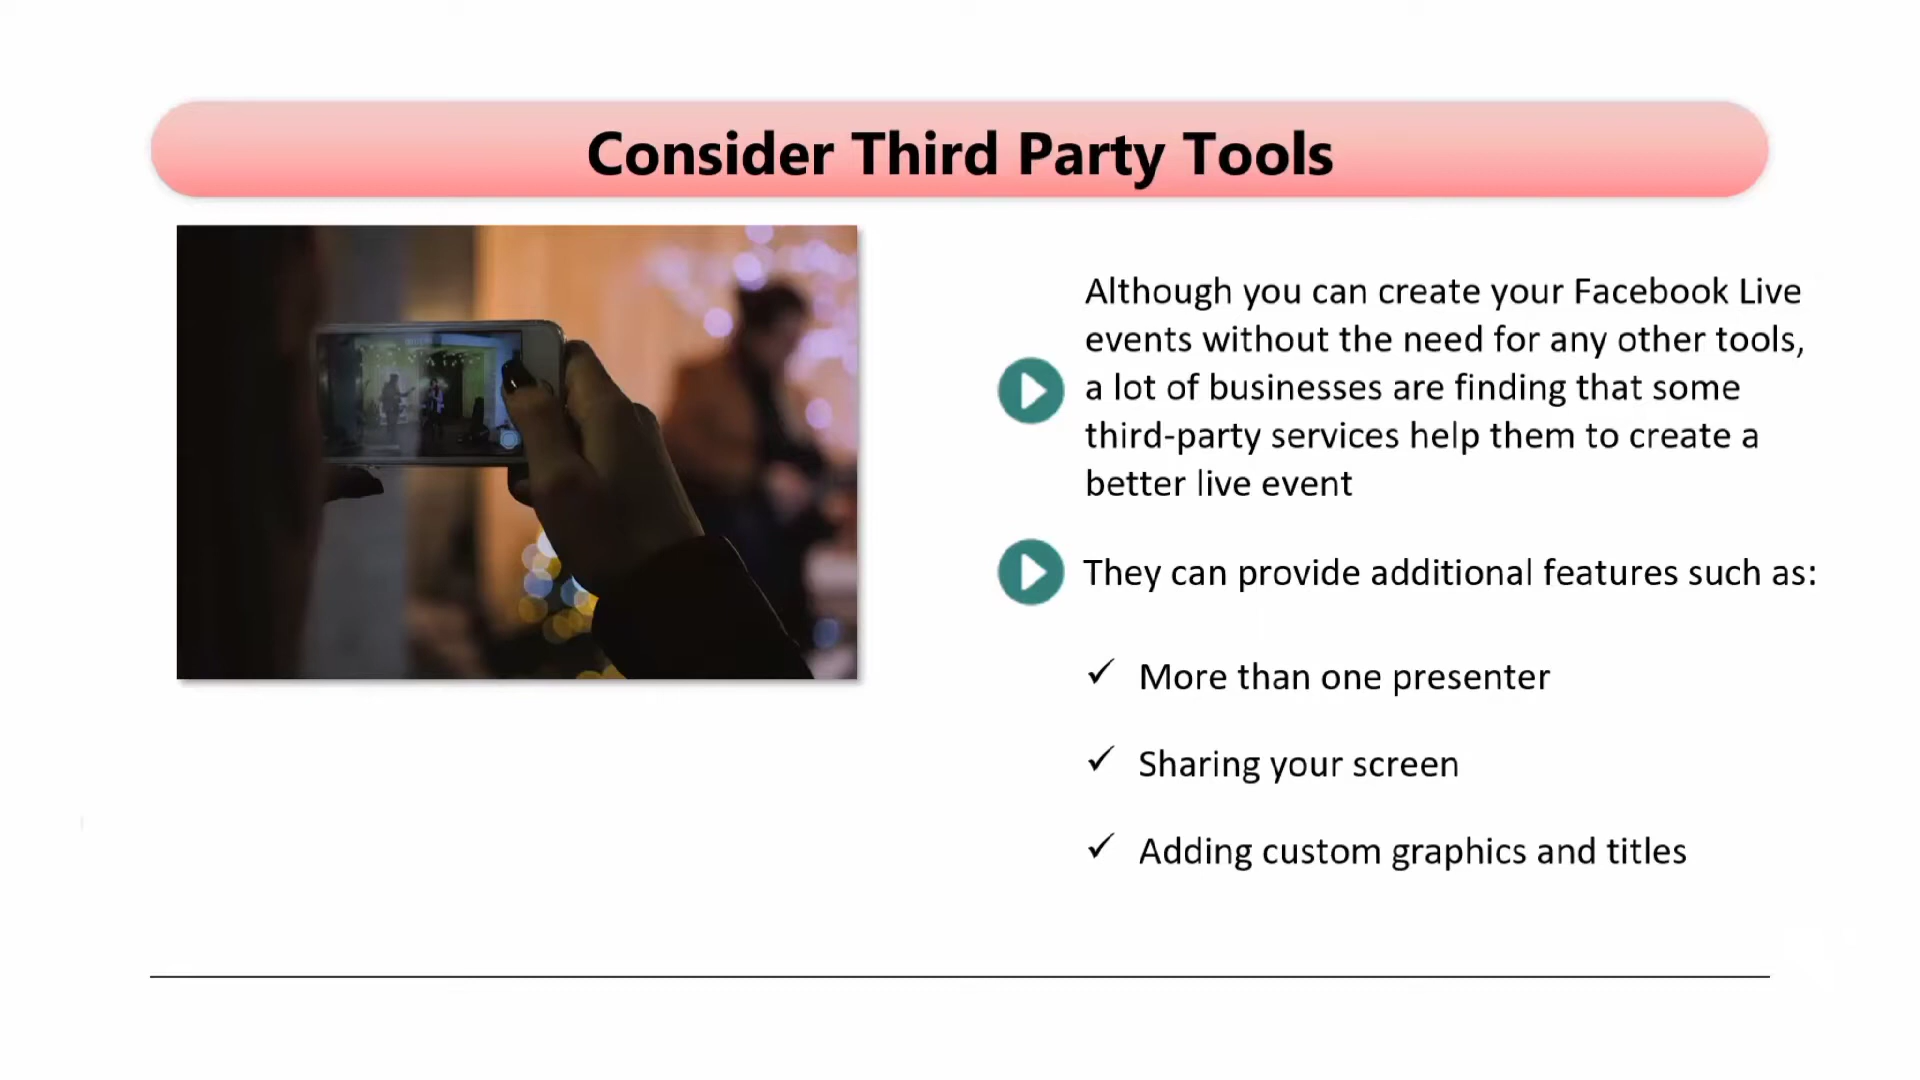 Consider Third Party Tools
Although you can create your Facebook Live
events without the need for any other tools,
a lot of businesses are finding that some
third-party services help them to create a
better live event
They can provide additional features such as:
✓ More than one presenter
✓ Sharing your screen
✓ Adding custom graphics and titles